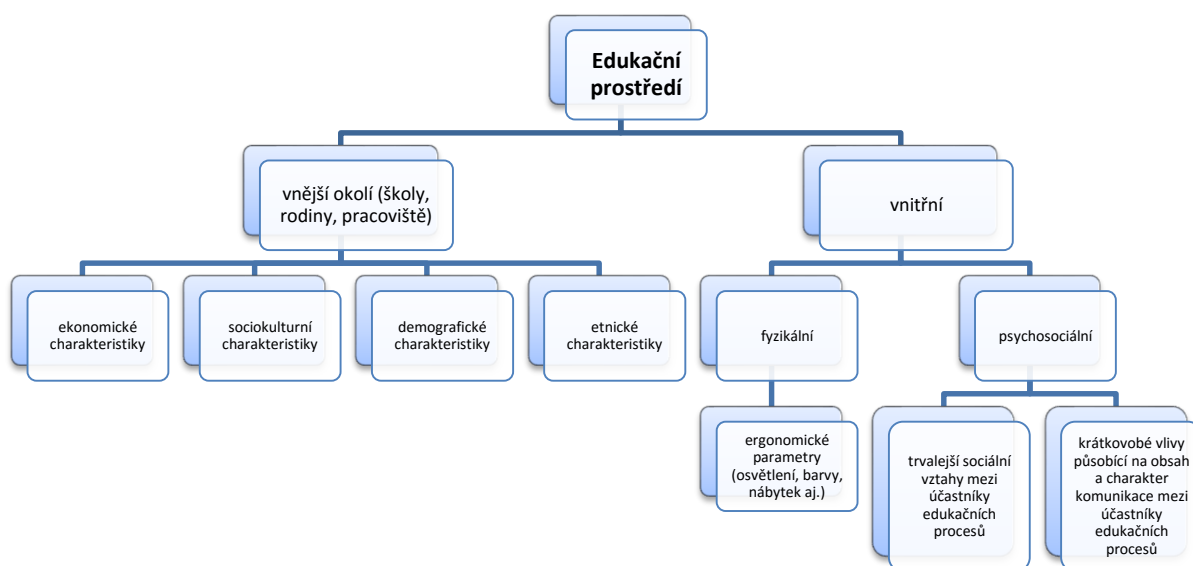 Edukační
prostředí
vnější okolí (školy,
rodiny, pracoviště)
vnitřní
ekonomické
charakteristiky
sociokulturní
charakteristiky
demografické
charakteristiky
etnické
charakteristiky
fyzikální
psychosociální
ergonomické
parametry
(osvětlení, barvy,
nábytek aj.)
trvalejší sociální
vztahy mezi
účastníky
edukačních
procesů
krátkovobé vlivy
působící na obsah
a charakter
komunikace mezi
účastníky
edukačních
procesů